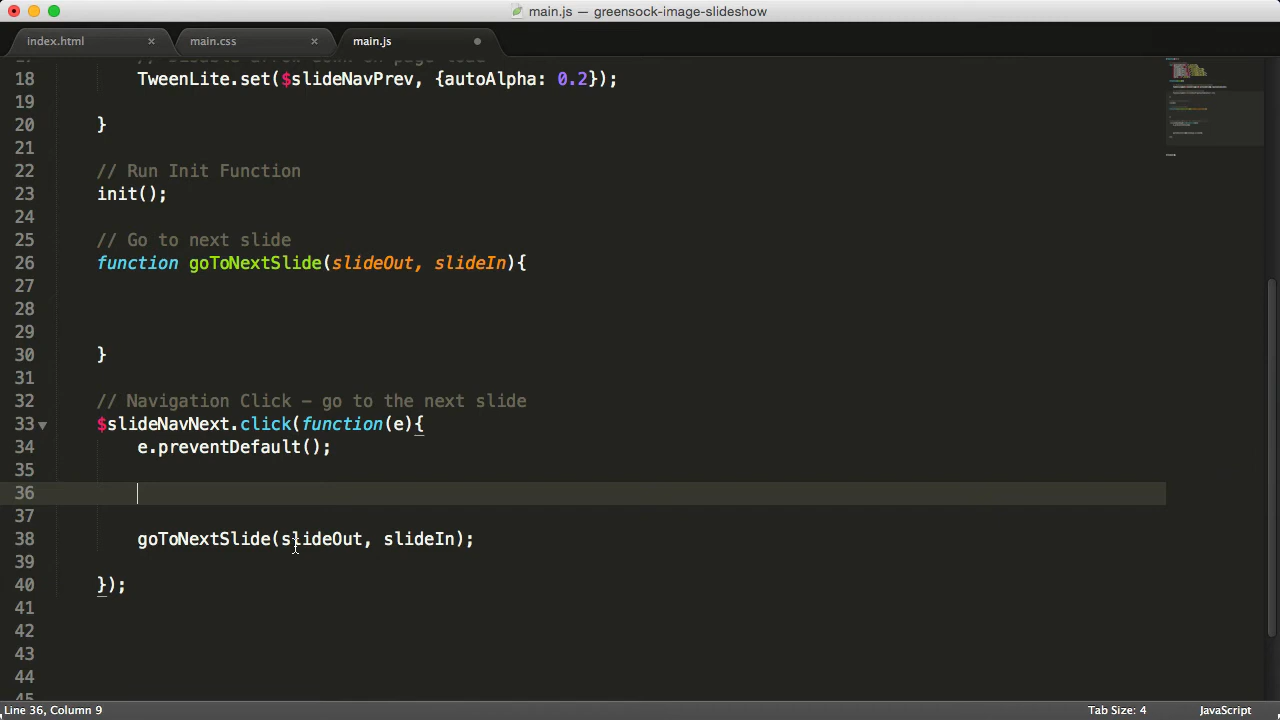 main.js — greensock-image-slideshow
index.html × main.css × main.js
18 TweenLite.set($slideNavPrev, {autoAlpha: 0.2});
19
20 }
21
22 // Run Init Function
23 init();
24
25 // Go to next slide
26 function goToNextSlide(slideOut, slideIn){
27
28
29
30 }
31
32 // Navigation Click – go to the next slide
33 $slideNavNext.click(function(e){
34 e.preventDefault();
35
36
37
38 goToNextSlide(slideOut, slideIn);
39
40 });
41
42
43
44
Line 36, Column 9 Tab Size: 4 JavaScript